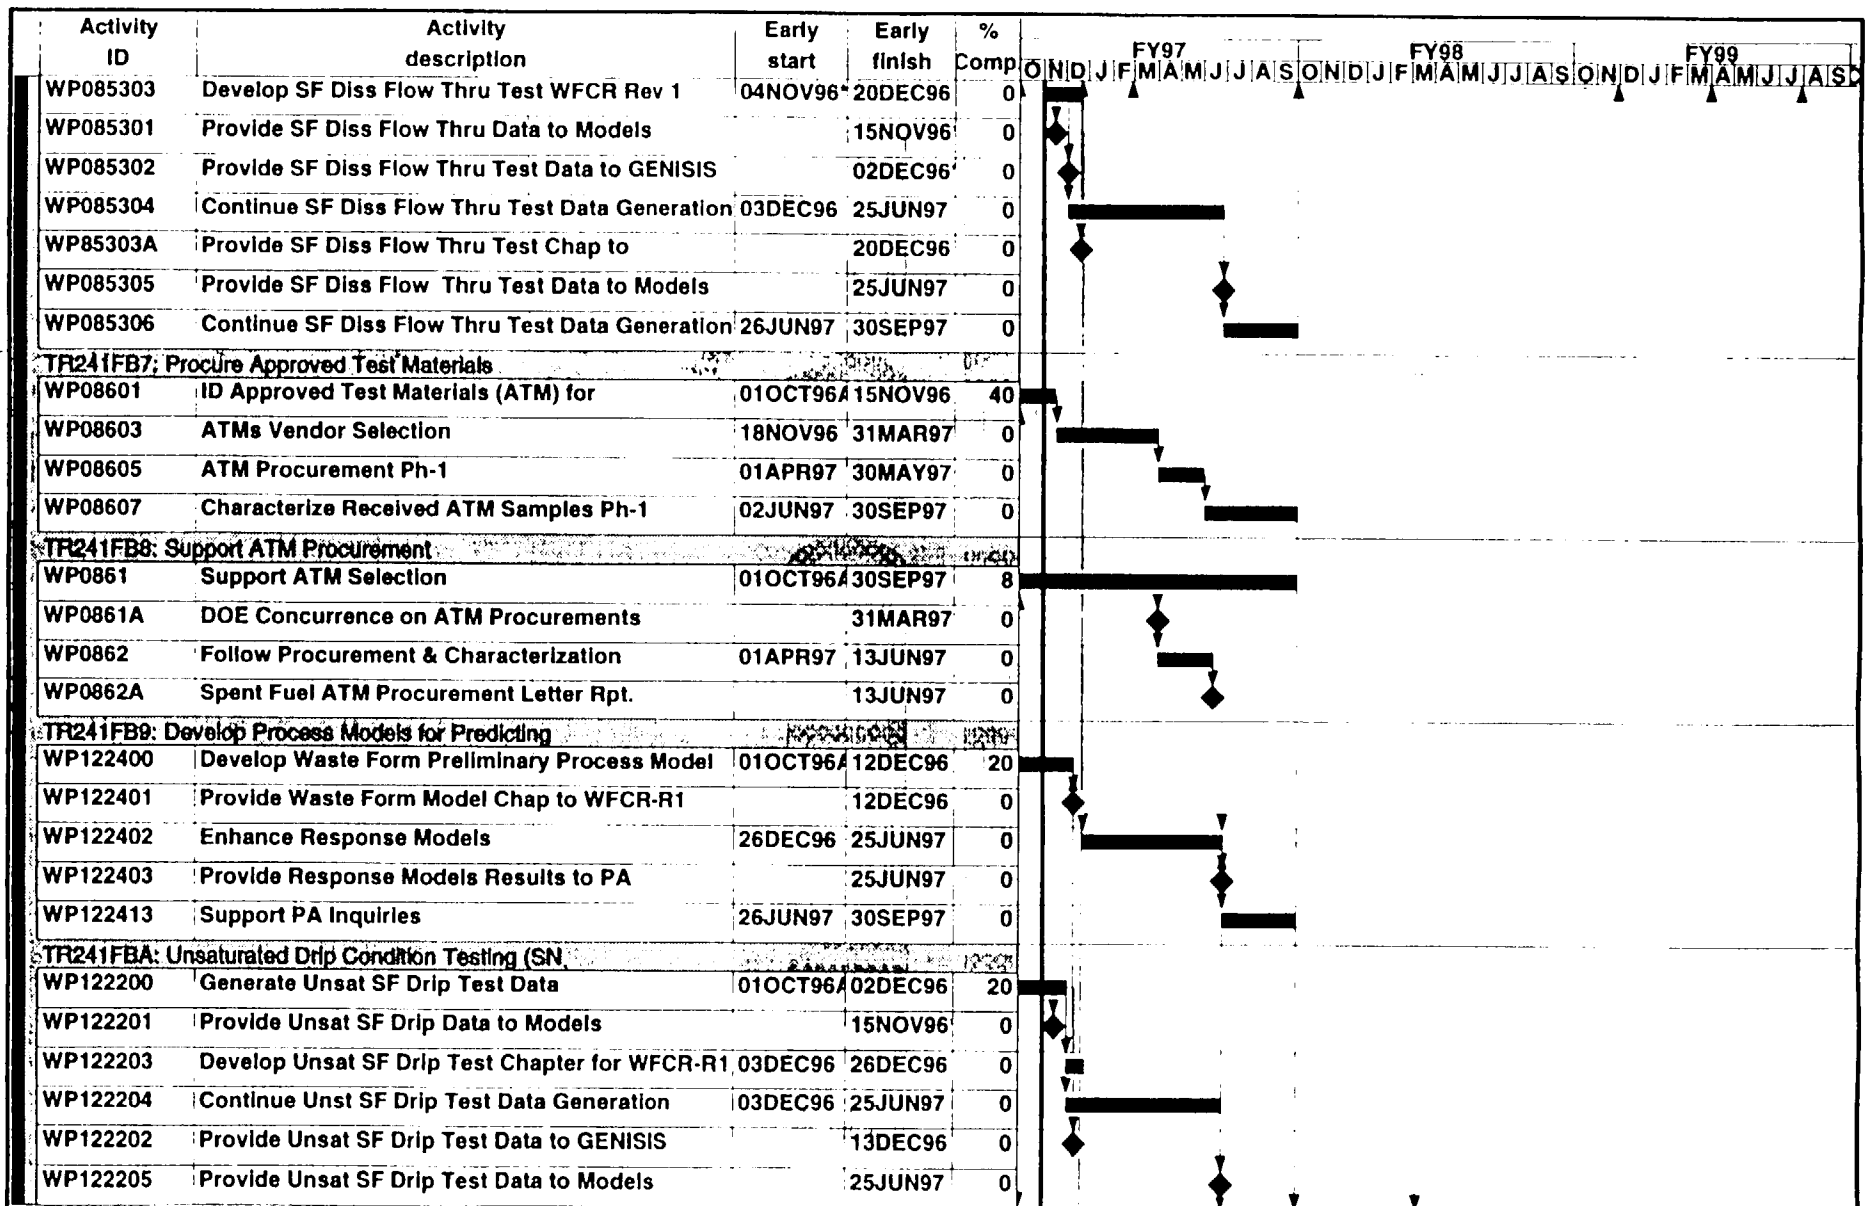 Activity ID Activity description Early start Early finish % Comp
FY97 FY98 FY99
O N D J F M A M J J A S O N D J F M A M J J A S O N D J F M A M J J A S O
WP085303 Develop SF Diss Flow Thru Test WFCR Rev 1 04NOV96* 20DEC96 0
WP085301 Provide SF Diss Flow Thru Data to Models 15NOV96* 0
WP085302 Provide SF Diss Flow Thru Test Data to GENISIS 02DEC96* 0
WP085304 Continue SF Diss Flow Thru Test Data Generation 03DEC96 25JUN97 0
WP85303A Provide SF Diss Flow Thru Test Chap to 20DEC96 0
WP085305 Provide SF Diss Flow Thru Test Data to Models 25JUN97 0
WP085306 Continue SF Diss Flow Thru Test Data Generation 26JUN97 30SEP97 0
TR241FB7: Procure Approved Test Materials
WP08601 ID Approved Test Materials (ATM) for 01OCT96A 15NOV96 40
WP08603 ATMs Vendor Selection 18NOV96 31MAR97 0
WP08605 ATM Procurement Ph-1 01APR97 30MAY97 0
WP08607 Characterize Received ATM Samples Ph-1 02JUN97 30SEP97 0
TR241FB8: Support ATM Procurement
WP0861 Support ATM Selection 01OCT96A 30SEP97 8
WP0861A DOE Concurrence on ATM Procurements 31MAR97 0
WP0862 Follow Procurement & Characterization 01APR97 13JUN97 0
WP0862A Spent Fuel ATM Procurement Letter Rpt. 13JUN97 0
TR241FB9: Develop Process Models for Predicting
WP122400 Develop Waste Form Preliminary Process Model 01OCT96A 12DEC96 20
WP122401 Provide Waste Form Model Chap to WFCR-R1 12DEC96 0
WP122402 Enhance Response Models 26DEC96 25JUN97 0
WP122403 Provide Response Models Results to PA 25JUN97 0
WP122413 Support PA Inquiries 26JUN97 30SEP97 0
TR241FBA: Unsaturated Drip Condition Testing (SN
WP122200 Generate Unsat SF Drip Test Data 01OCT96A 02DEC96 20
WP122201 Provide Unsat SF Drip Data to Models 15NOV96 0
WP122203 Develop Unsat SF Drip Test Chapter for WFCR-R1 03DEC96 26DEC96 0
WP122204 Continue Unst SF Drip Test Data Generation 03DEC96 25JUN97 0
WP122202 Provide Unsat SF Drip Test Data to GENISIS 13DEC96 0
WP122205 Provide Unsat SF Drip Test Data to Models 25JUN97 0